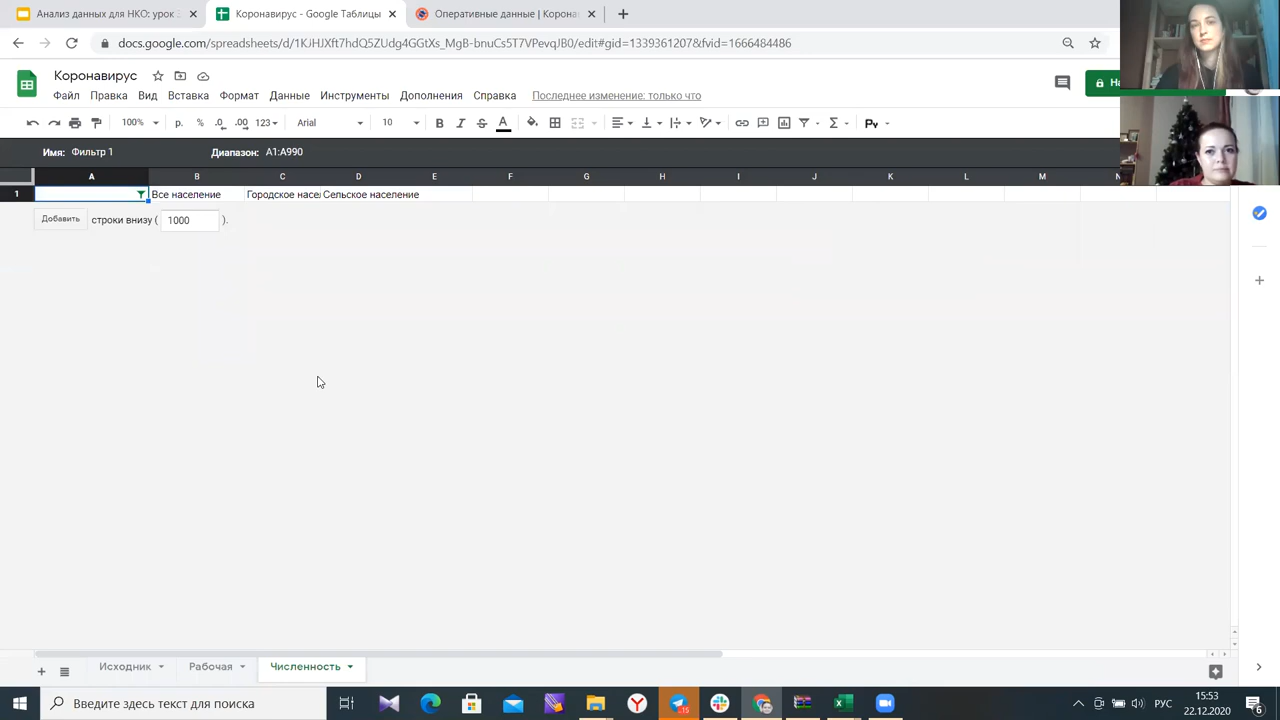 Анализ данных для НКО: урок
Коронавирус - Google Таблицы
Оперативные данные | Корона
docs.google.com/spreadsheets/d/1KJHJXft7hdQ5ZUdg4GGtXs_MgB-bnuCs5T7VPevqJB0/edit#gid=1339361207&fvid=1666484486
Коронавирус
Файл Правка Вид Вставка Формат Данные Инструменты Дополнения Справка Последнее изменение: только что
100% р. % .0 .00 123 Arial 10
Имя: Фильтр 1 Диапазон: A1:A990
A B C D E F G H I J K L M N
1 Все население Городское насе Сельское население
Добавить строки внизу ( 1000 ).
Исходник Рабочая Численность
Введите здесь текст для поиска
15
РУС
15:53
22.12.2020
6